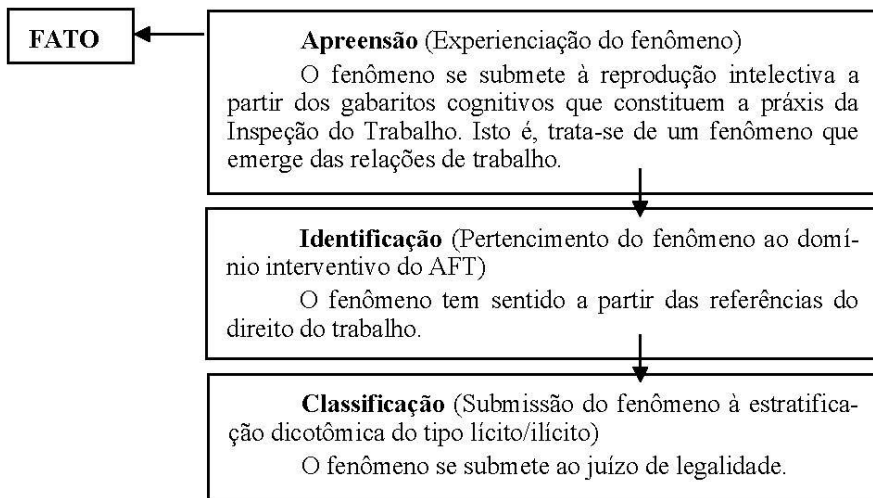 FATO
Apreensão (Experienciação do fenômeno)
O fenômeno se submete à reprodução intelectiva a
partir dos gabaritos cognitivos que constituem a práxis da
Inspeção do Trabalho. Isto é, trata-se de um fenômeno que
emerge das relações de trabalho.
Identificação (Pertencimento do fenômeno ao domí-
nio interventivo do AFT)
O fenômeno tem sentido a partir das referências do
direito do trabalho.
Classificação (Submissão do fenômeno à estratifica-
ção dicotômica do tipo lícito/ilícito)
O fenômeno se submete ao juízo de legalidade.